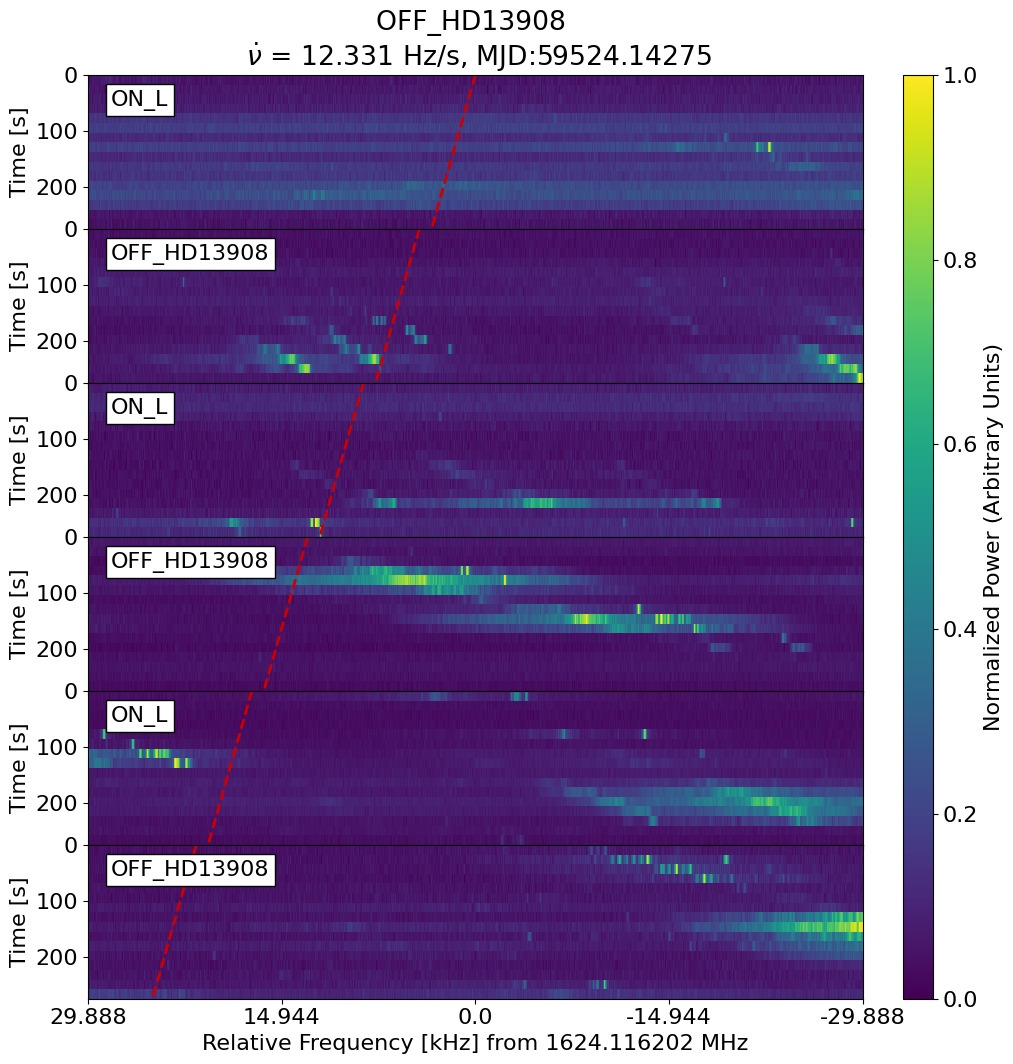 OFF_HD13908
ν̇ = 12.331 Hz/s, MJD:59524.14275
ON_L
OFF_HD13908
ON_L
OFF_HD13908
ON_L
OFF_HD13908
Time [s]
0
100
200
Time [s]
0
100
200
Time [s]
0
100
200
Time [s]
0
100
200
Time [s]
0
100
200
Time [s]
0
100
200
29.888
14.944
0.0
-14.944
-29.888
Relative Frequency [kHz] from 1624.116202 MHz
1.0
0.8
0.6
0.4
0.2
0.0
Normalized Power (Arbitrary Units)